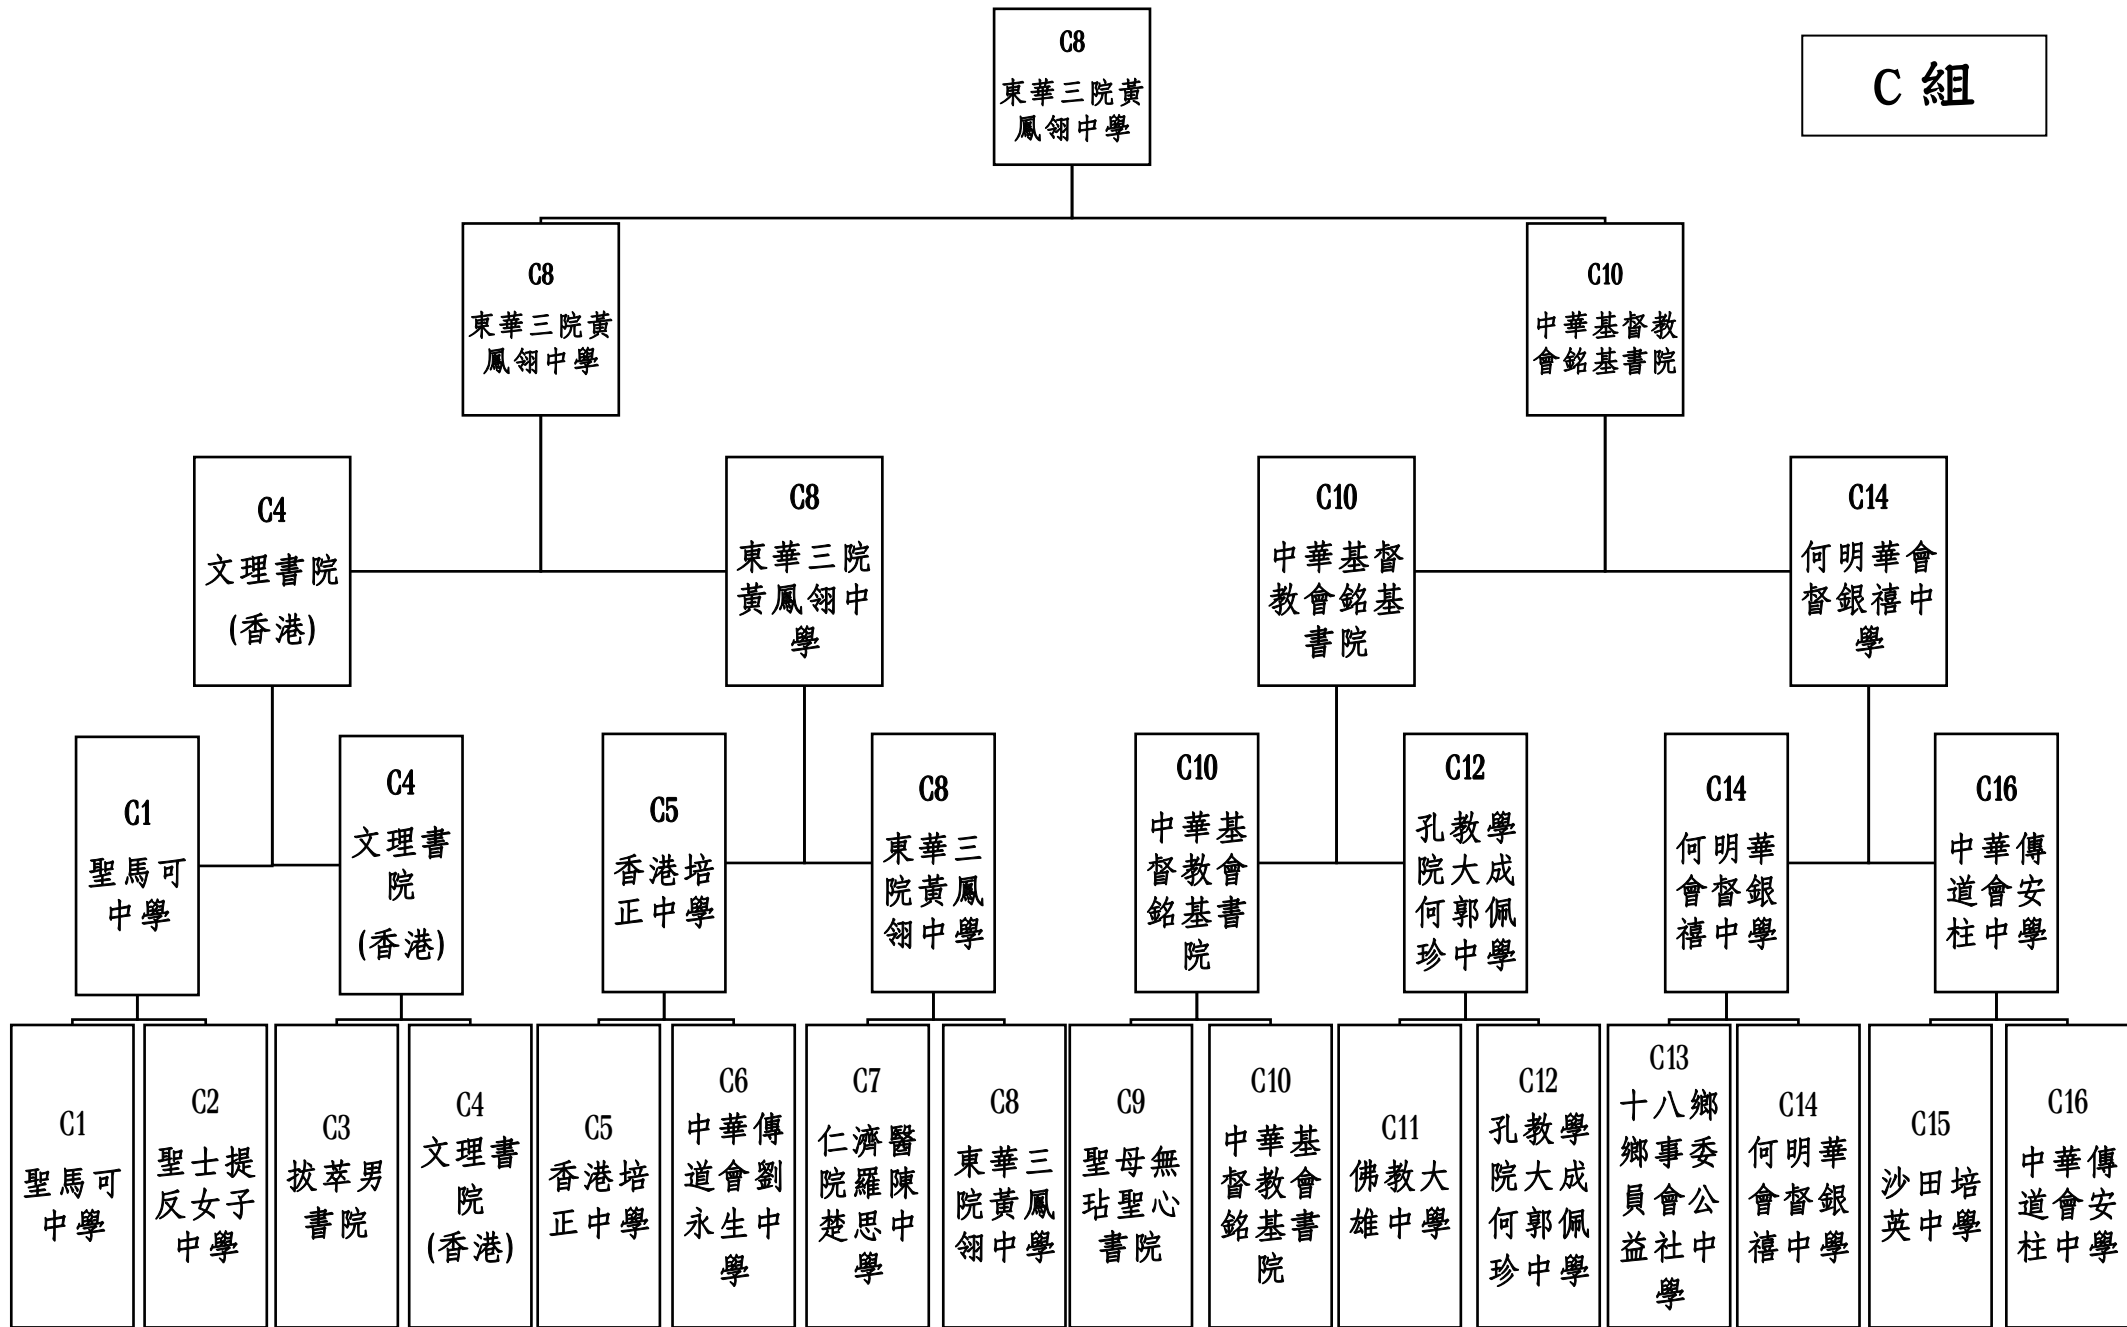 C8
東華三院黃
鳳翎中學
C 組
C8
東華三院黃
鳳翎中學
C10
中華基督教
會銘基書院
C4
文理書院
(香港)
C8
東華三院
黃鳳翎中
學
C10
中華基督
教會銘基
書院
C14
何明華會
督銀禧中
學
C1
聖馬可
中學
C4
文理書
院
(香港)
C5
香港培
正中學
C8
東華三
院黃鳳
翎中學
C10
中華基
督教會
銘基書
院
C12
孔教學
院大成
何郭佩
珍中學
C14
何明華
會督銀
禧中學
C16
中華傳
道會安
柱中學
C1
聖馬可
中學
C2
聖士提
反女子
中學
C3
拔萃男
書院
C4
文理書
院
(香港)
C5
香港培
正中學
C6
中華傳
道會劉
永生中
學
C7
仁濟醫
院羅陳
楚思中
學
C8
東華三
院黃鳳
翎中學
C9
聖母無
玷聖心
書院
C10
中華基
督教會
銘基書
院
C11
佛教大
雄中學
C12
孔教學
院大成
何郭佩
珍中學
C13
十八鄉
鄉事委
員會公
益社中
學
C14
何明華
會督銀
禧中學
C15
沙田培
英中學
C16
中華傳
道會安
柱中學